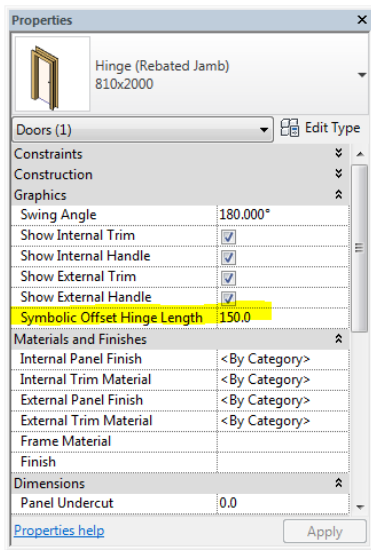 Properties
Hinge (Rebated Jamb)
810x2000
Doors (1) Edit Type
Constraints
Construction
Graphics
Swing Angle 180.000°
Show Internal Trim
Show Internal Handle
Show External Trim
Show External Handle
Symbolic Offset Hinge Length 150.0
Materials and Finishes
Internal Panel Finish <By Category>
Internal Trim Material <By Category>
External Panel Finish <By Category>
External Trim Material <By Category>
Frame Material
Finish
Dimensions
Panel Undercut 0.0
Properties help Apply